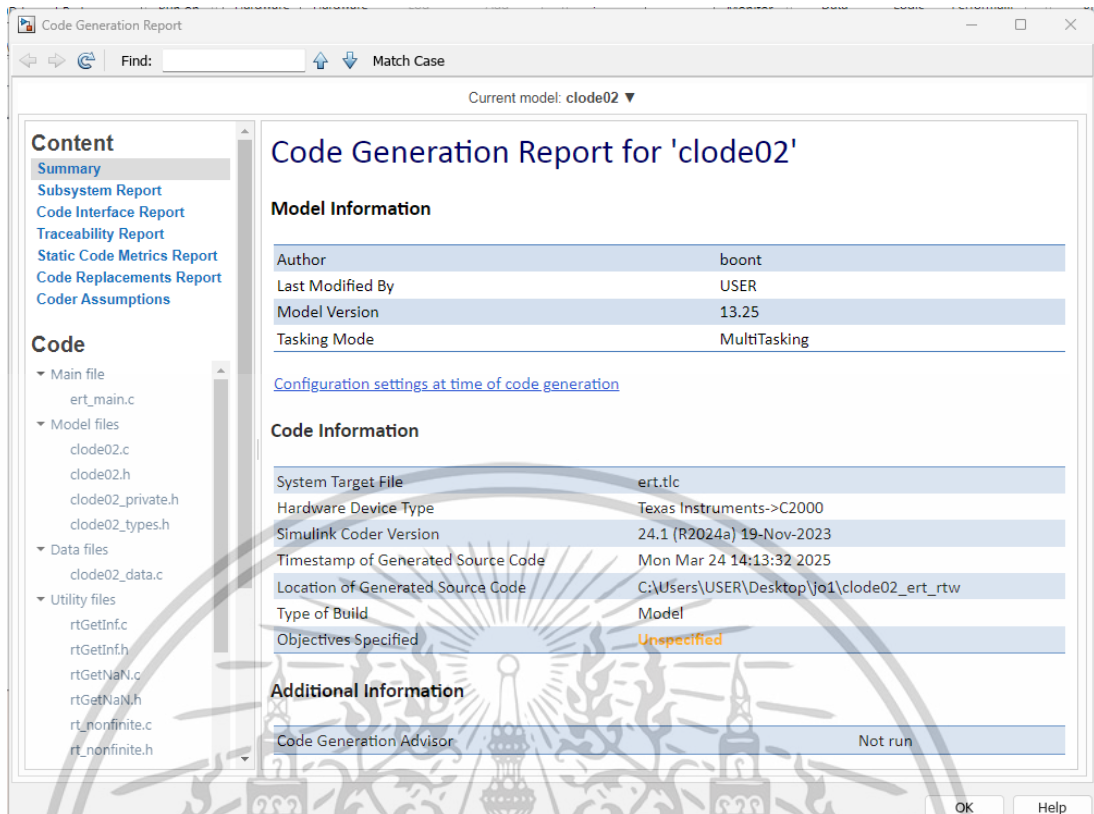 Code Generation Report
Find:
Match Case
Current model: clode02 ▼
Content
Summary
Subsystem Report
Code Interface Report
Traceability Report
Static Code Metrics Report
Code Replacements Report
Coder Assumptions
Code
Main file
ert_main.c
Model files
clode02.c
clode02.h
clode02_private.h
clode02_types.h
Data files
clode02_data.c
Utility files
rtGetInf.c
rtGetInf.h
rtGetNaN.c
rtGetNaN.h
rt_nonfinite.c
rt_nonfinite.h
Code Generation Report for 'clode02'
Model Information
Author boont
Last Modified By USER
Model Version 13.25
Tasking Mode MultiTasking
Configuration settings at time of code generation
Code Information
System Target File ert.tlc
Hardware Device Type Texas Instruments->C2000
Simulink Coder Version 24.1 (R2024a) 19-Nov-2023
Timestamp of Generated Source Code Mon Mar 24 14:13:32 2025
Location of Generated Source Code C:\Users\USER\Desktop\jo1\clode02_ert_rtw
Type of Build Model
Objectives Specified Unspecified
Additional Information
Code Generation Advisor Not run
OK Help